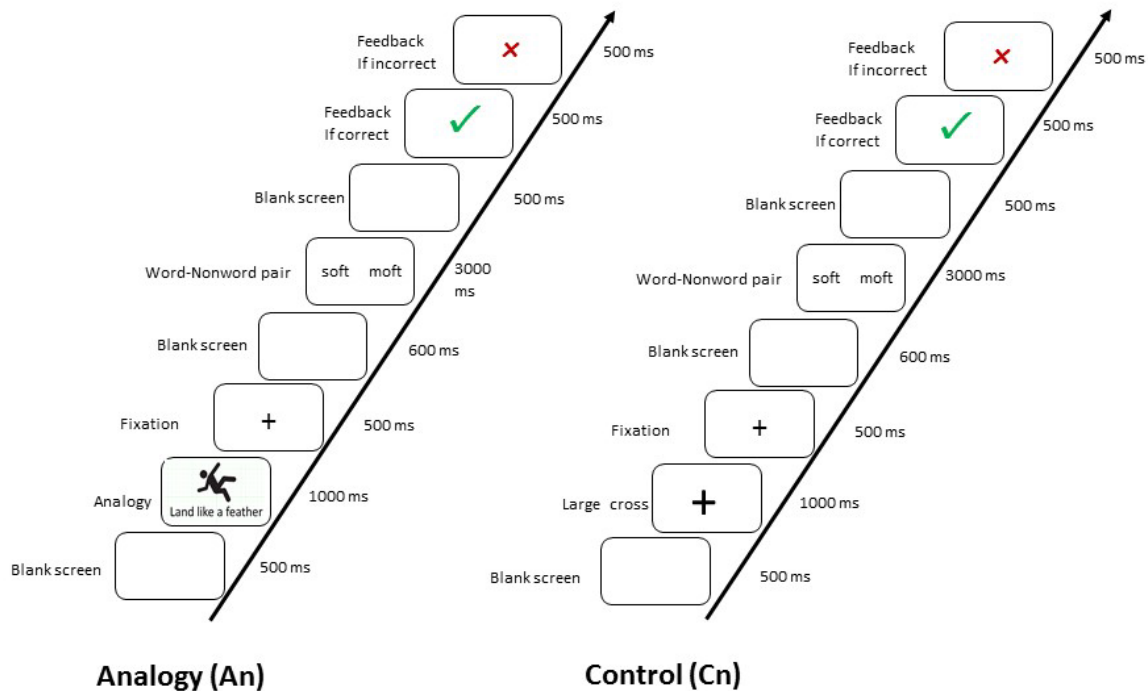 Feedback
If incorrect
500 ms
Feedback
If correct
500 ms
Blank screen
500 ms
Word-Nonword pair
soft moft
3000
ms
Blank screen
600 ms
Fixation
+
500 ms
Analogy
Land like a feather
1000 ms
Blank screen
500 ms
Analogy (An)
Feedback
If incorrect
500 ms
Feedback
If correct
500 ms
Blank screen
500 ms
Word-Nonword pair
soft moft
3000 ms
Blank screen
600 ms
Fixation
+
500 ms
Large cross
+
1000 ms
Blank screen
500 ms
Control (Cn)